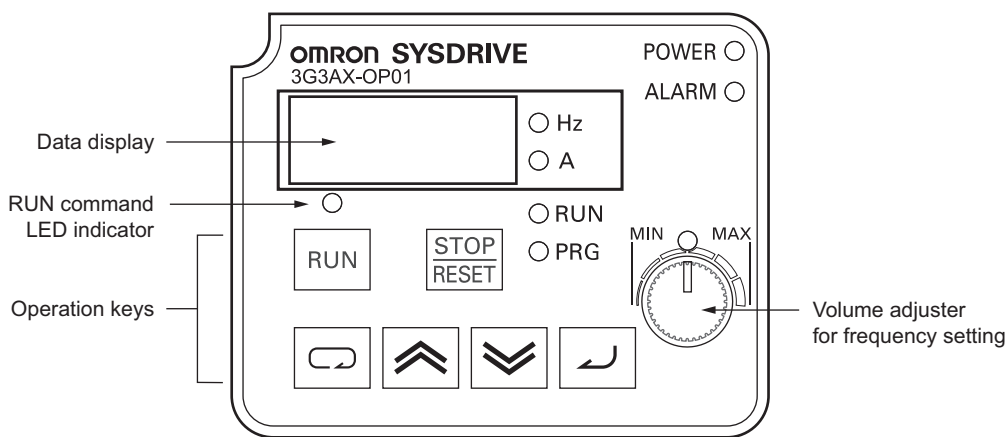 OMRON SYSDRIVE
3G3AX-OP01
POWER
ALARM
Data display
Hz
A
RUN command
LED indicator
RUN
PRG
RUN
STOP
RESET
MIN
MAX
Operation keys
Volume adjuster
for frequency setting